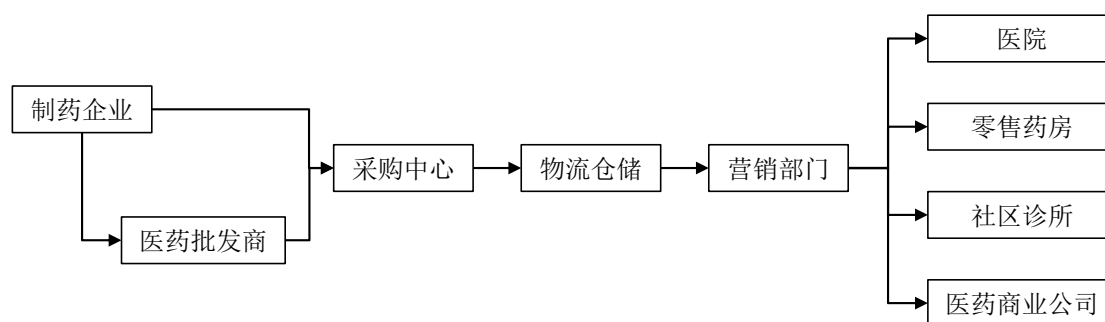 制药企业
医药批发商
采购中心
物流仓储
营销部门
医院
零售药房
社区诊所
医药商业公司